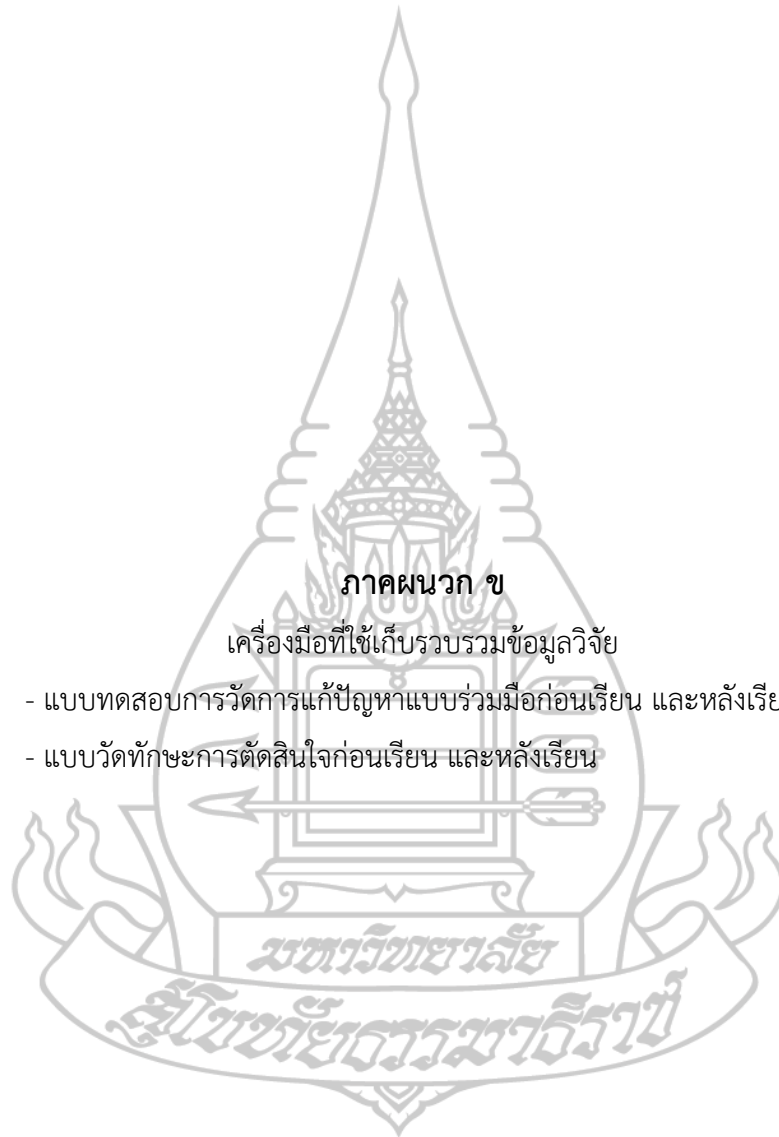 ภาคผนวก ข
เครื่องมือที่ใช้เก็บรวบรวมข้อมูลวิจัย
- แบบทดสอบการวัดการแก้ปัญหาแบบร่วมมือก่อนเรียน และหลังเรีย
- แบบวัดทักษะการตัดสินใจก่อนเรียน และหลังเรียน
มหาวิทยาลัย
สุโขทัยธรรมาธิราช